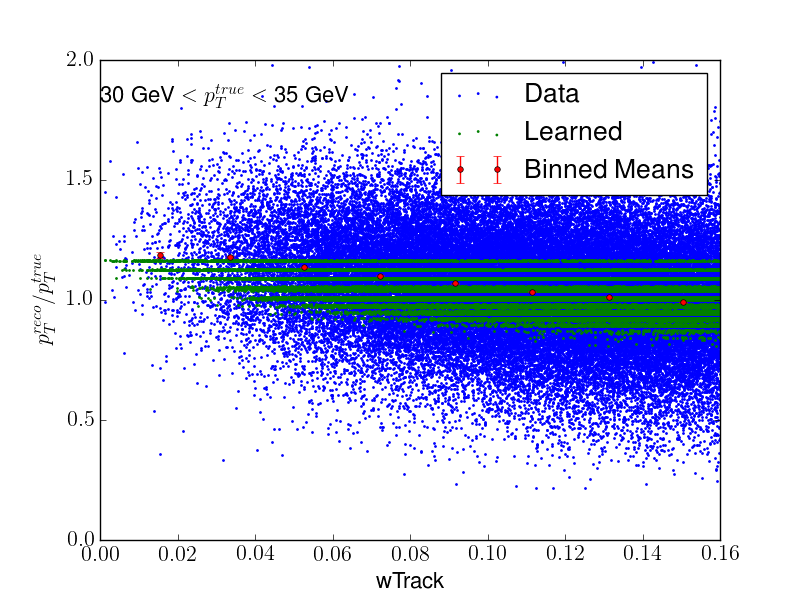 2.0
30 GeV < p_T^{true} < 35 GeV
Data
Learned
Binned Means
1.5
1.0
0.5
0.0
p_T^{reco}/p_T^{true}
0.00 0.02 0.04 0.06 0.08 0.10 0.12 0.14 0.16
wTrack